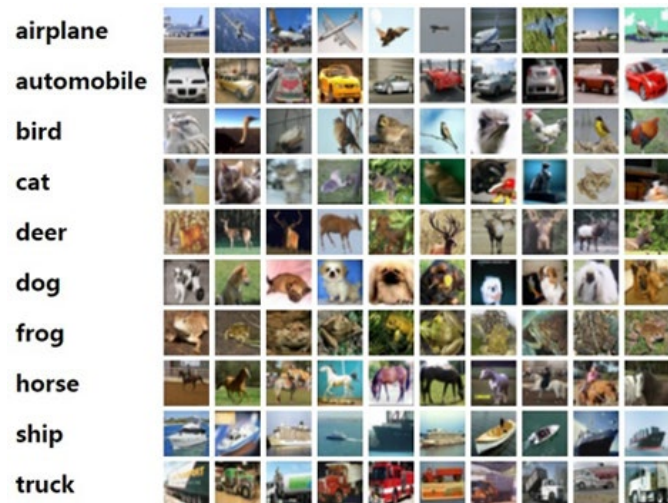 airplane
automobile
bird
cat
deer
dog
frog
horse
ship
truck